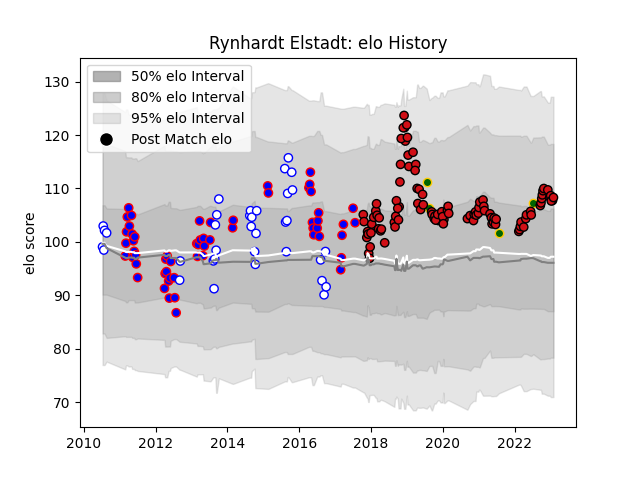 Rynhardt Elstadt: elo History
50% elo Interval
80% elo Interval
95% elo Interval
Post Match elo
elo score
130
120
110
100
90
80
70
2010
2012
2014
2016
2018
2020
2022